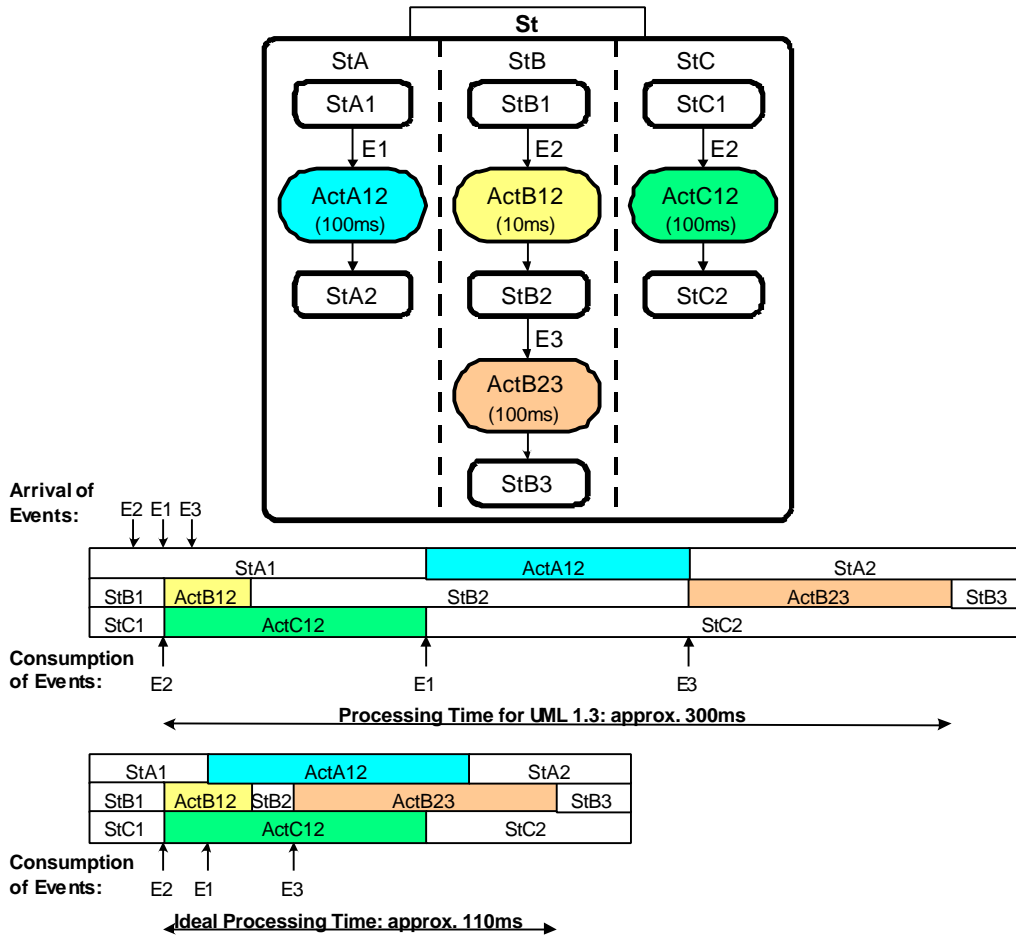 St
StA StB StC
StA1 StB1 StC1
E1 E2 E2
ActA12 ActB12 ActC12
(100ms) (10ms) (100ms)
StA2 StB2 StC2
E3
ActB23
(100ms)
StB3
Arrival of
Events:
E2 E1 E3
StA1 ActA12 StA2
StB1 ActB12 StB2 ActB23 StB3
StC1 ActC12 StC2
Consumption
of Events:
E2 E1 E3
Processing Time for UML 1.3: approx. 300ms
StA1 ActA12 StA2
StB1 ActB12 StB2 ActB23 StB3
StC1 ActC12 StC2
Consumption
of Events:
E2 E1 E3
Ideal Processing Time: approx. 110ms